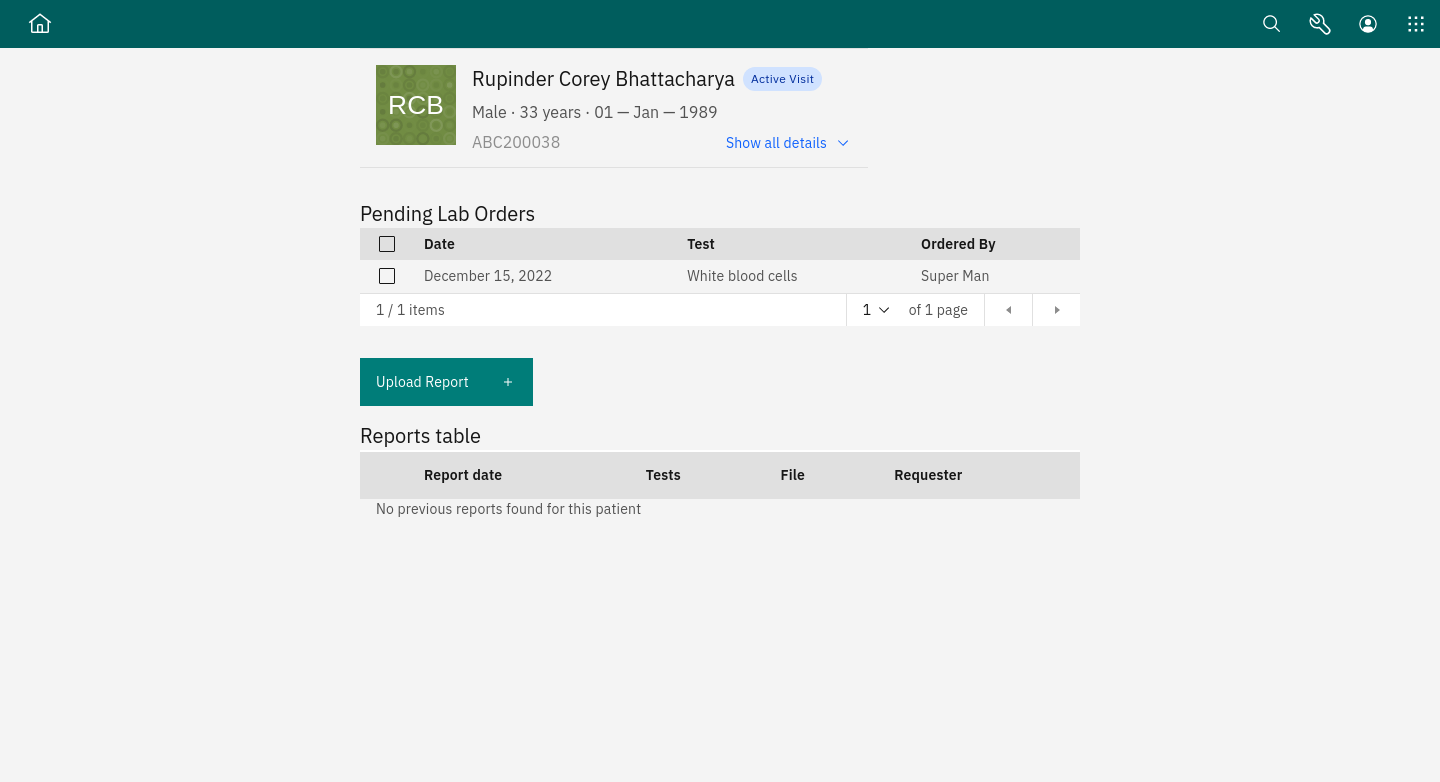 RCB
Rupinder Corey Bhattacharya Active Visit
Male · 33 years · 01 — Jan — 1989
ABC200038 Show all details
Pending Lab Orders
Date Test Ordered By
December 15, 2022 White blood cells Super Man
1 / 1 items 1 of 1 page
Upload Report +
Reports table
Report date Tests File Requester
No previous reports found for this patient